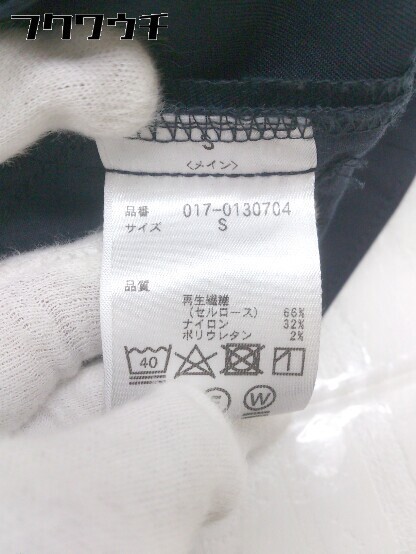 フクワウチ
S
<メイン>
品番 017-0130704
サイズ S
品質
再生繊維
(セルロース) 66%
ナイロン 32%
ポリウレタン 2%
40
W